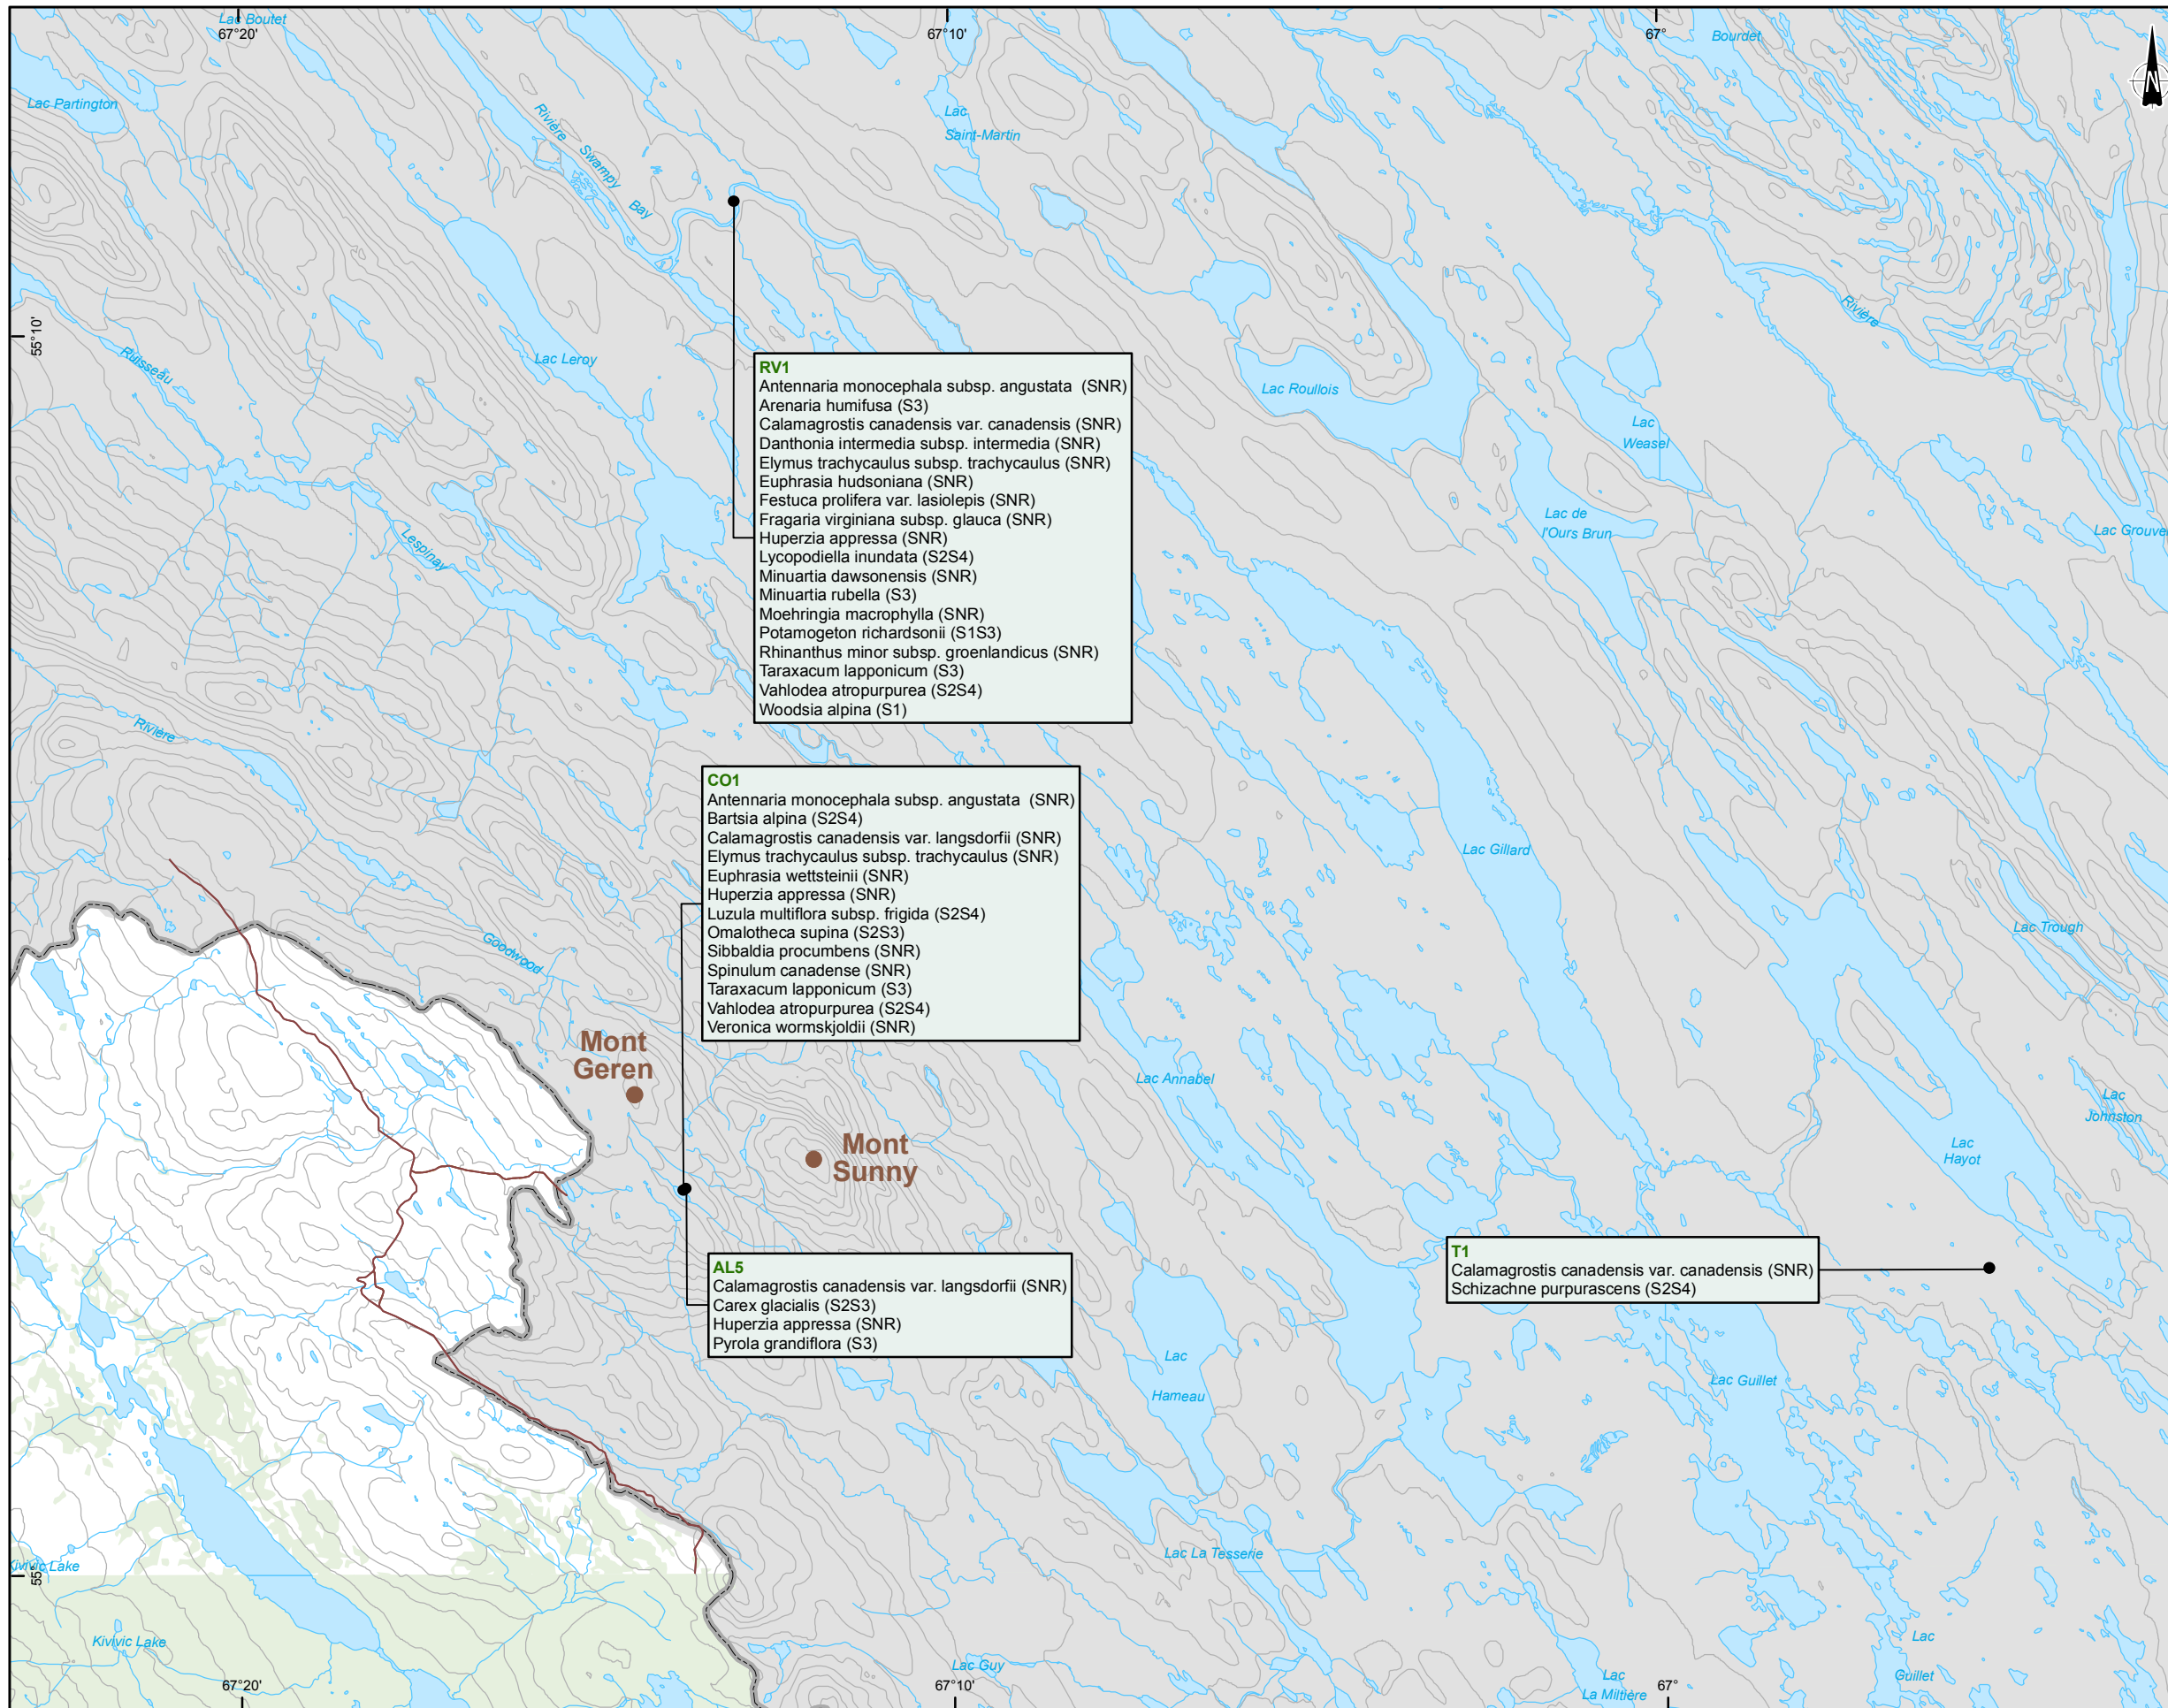 Lac Boutet
67°20'
67°10'
67°
Bourdet
N
Lac Partington
Rivière
Swampy
Bay
Lac
Saint-Martin
55°10'
Ruisseau
Lac Leroy
Rivière
Lac Roullois
Lac
Weasel
RV1
Antennaria monocephala subsp. angustata (SNR)
Arenaria humifusa (S3)
Calamagrostis canadensis var. canadensis (SNR)
Danthonia intermedia subsp. intermedia (SNR)
Elymus trachycaulus subsp. trachycaulus (SNR)
Euphrasia hudsoniana (SNR)
Festuca prolifera var. lasiolepis (SNR)
Fragaria virginiana subsp. glauca (SNR)
Huperzia appressa (SNR)
Lycopodiella inundata (S2S4)
Minuartia dawsonensis (SNR)
Minuartia rubella (S3)
Moehringia macrophylla (SNR)
Potamogeton richardsonii (S1S3)
Rhinanthus minor subsp. groenlandicus (SNR)
Taraxacum lapponicum (S3)
Vahlodea atropurpurea (S2S4)
Woodsia alpina (S1)
Lac de
l'Ours Brun
Lac Grouve
Lespinay
Rivière
CO1
Antennaria monocephala subsp. angustata (SNR)
Bartsia alpina (S2S4)
Calamagrostis canadensis var. langsdorfii (SNR)
Elymus trachycaulus subsp. trachycaulus (SNR)
Euphrasia wettsteinii (SNR)
Huperzia appressa (SNR)
Luzula multiflora subsp. frigida (S2S4)
Omalotheca supina (S2S3)
Sibbaldia procumbens (SNR)
Spinulum canadense (SNR)
Taraxacum lapponicum (S3)
Vahlodea atropurpurea (S2S4)
Veronica wormskjoldii (SNR)
Lac Gillard
Lac Trough
Goodwood
Mont
Geren
Lac Annabel
Lac
Johnston
Mont
Sunny
Lac
Hayot
AL5
Calamagrostis canadensis var. langsdorfii (SNR)
Carex glacialis (S2S3)
Huperzia appressa (SNR)
Pyrola grandiflora (S3)
T1
Calamagrostis canadensis var. canadensis (SNR)
Schizachne purpurascens (S2S4)
Lac
Hameau
Lac Guillet
Lac La Tesserie
Kivivic Lake
55°
Kivivic Lake
Lac Guy
Lac
Guillet
Lac
La Miltière
67°20'
67°10'
67°